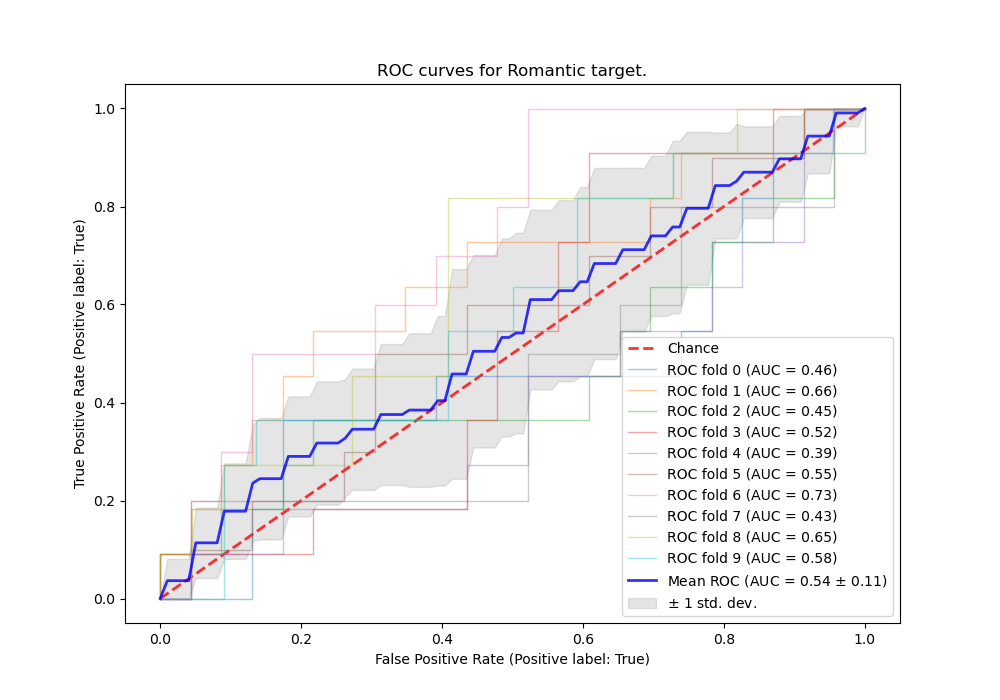 ROC curves for Romantic target.
True Positive Rate (Positive label: True)
1.0
0.8
0.6
0.4
0.2
0.0
0.0
0.2
0.4
0.6
0.8
1.0
False Positive Rate (Positive label: True)
Chance
ROC fold 0 (AUC = 0.46)
ROC fold 1 (AUC = 0.66)
ROC fold 2 (AUC = 0.45)
ROC fold 3 (AUC = 0.52)
ROC fold 4 (AUC = 0.39)
ROC fold 5 (AUC = 0.55)
ROC fold 6 (AUC = 0.73)
ROC fold 7 (AUC = 0.43)
ROC fold 8 (AUC = 0.65)
ROC fold 9 (AUC = 0.58)
Mean ROC (AUC = 0.54 ± 0.11)
± 1 std. dev.